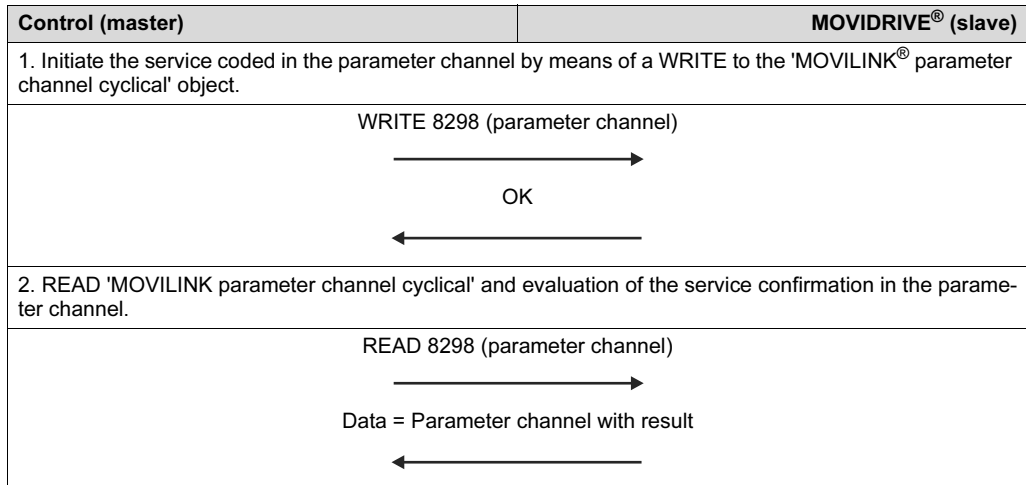 Control (master) MOVIDRIVE® (slave)
1. Initiate the service coded in the parameter channel by means of a WRITE to the 'MOVILINK® parameter
channel cyclical' object.
WRITE 8298 (parameter channel)
OK
2. READ 'MOVILINK parameter channel cyclical' and evaluation of the service confirmation in the parame-
ter channel.
READ 8298 (parameter channel)
Data = Parameter channel with result